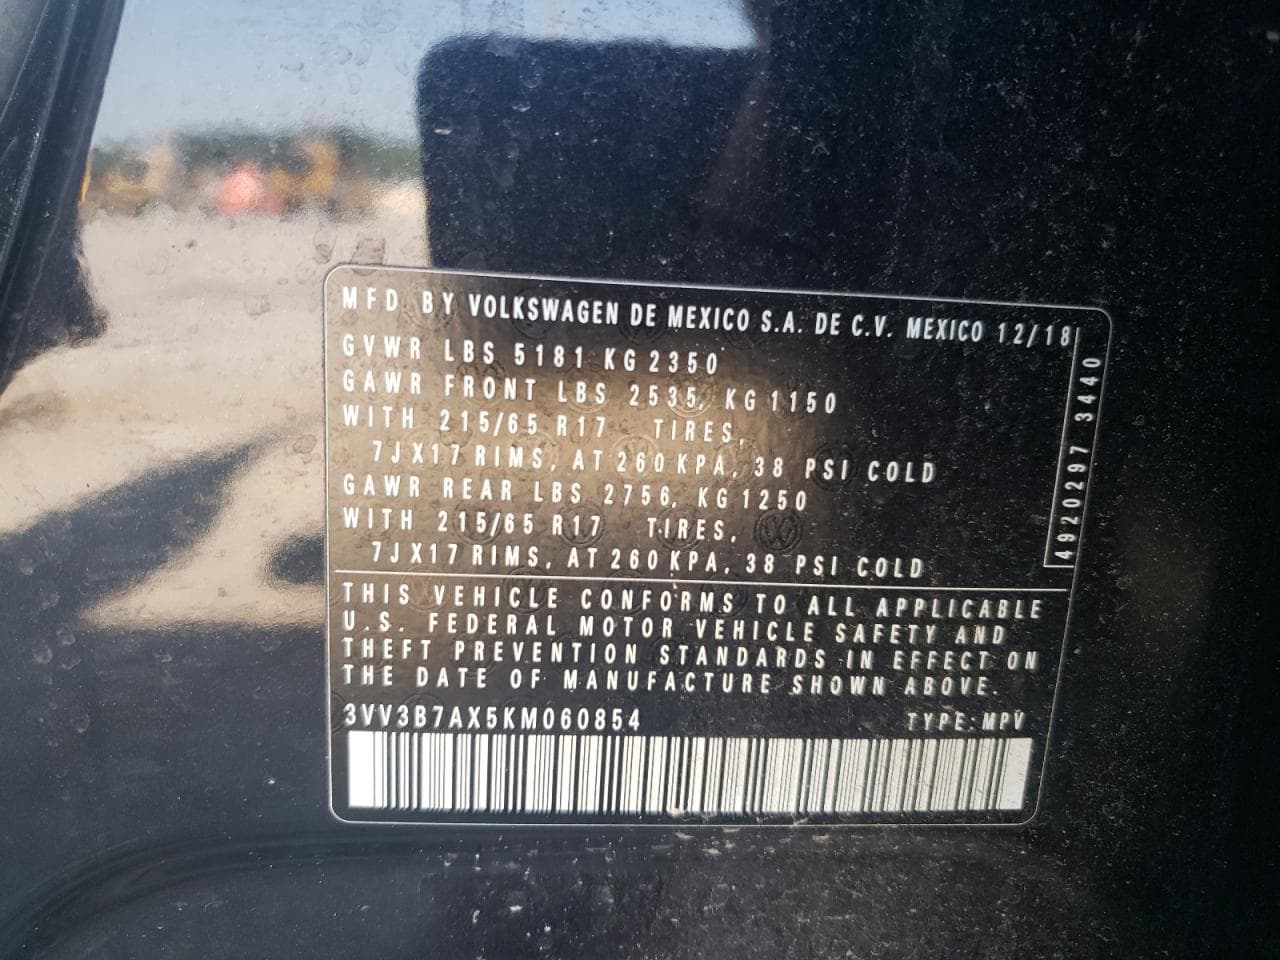 MFD. BY VOLKSWAGEN DE MEXICO S.A. DE C.V. MEXICO 12/18
GVWR LBS 5181 KG 2350
GAWR FRONT LBS 2535, KG 1150
WITH 215/65 R17 TIRES,
7JX17 RIMS, AT 260 KPA, 38 PSI COLD
GAWR REAR LBS 2756, KG 1250
WITH 215/65 R17 TIRES,
7JX17 RIMS, AT 260 KPA, 38 PSI COLD
4920297 3440
THIS VEHICLE CONFORMS TO ALL APPLICABLE
U.S. FEDERAL MOTOR VEHICLE SAFETY AND
THEFT PREVENTION STANDARDS IN EFFECT ON
THE DATE OF MANUFACTURE SHOWN ABOVE.
3VV3B7AX5KM060854 TYPE: MPV